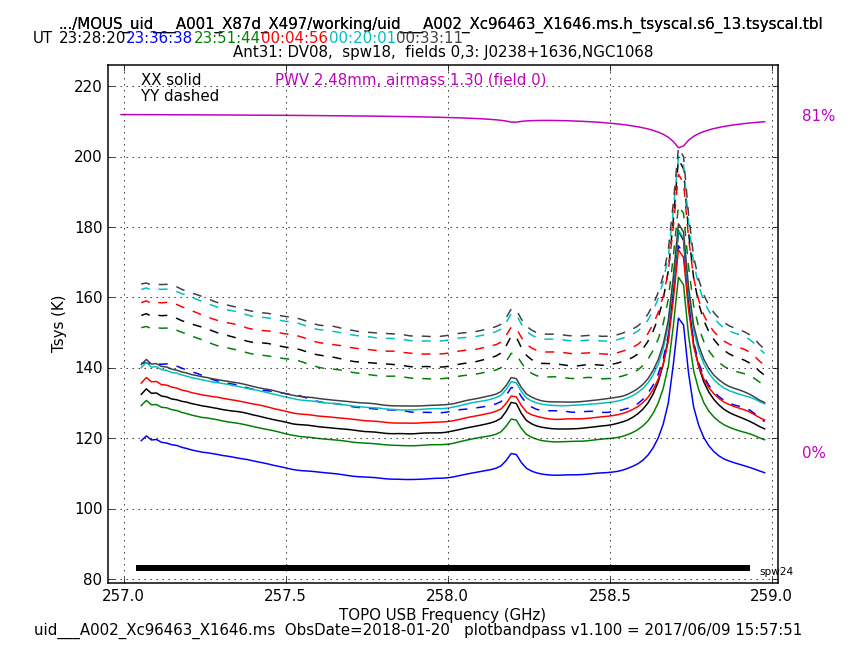 .../MOUS_uid___A001_X87d_X497/working/uid___A002_Xc96463_X1646.ms.h_tsyscal.s6_13.tsyscal.tbl
UT 23:28:20 23:36:38 23:51:44 00:04:56 00:20:01 00:33:11
Ant31: DV08,  spw18,  fields 0,3: J0238+1636,NGC1068
XX solid PWV 2.48mm, airmass 1.30 (field 0)
YY dashed
81%
0%
220
200
180
160
140
120
100
80
Tsys (K)
spw24
257.0 257.5 258.0 258.5 259.0
TOPO USB Frequency (GHz)
uid___A002_Xc96463_X1646.ms  ObsDate=2018-01-20   plotbandpass v1.100 = 2017/06/09 15:57:51